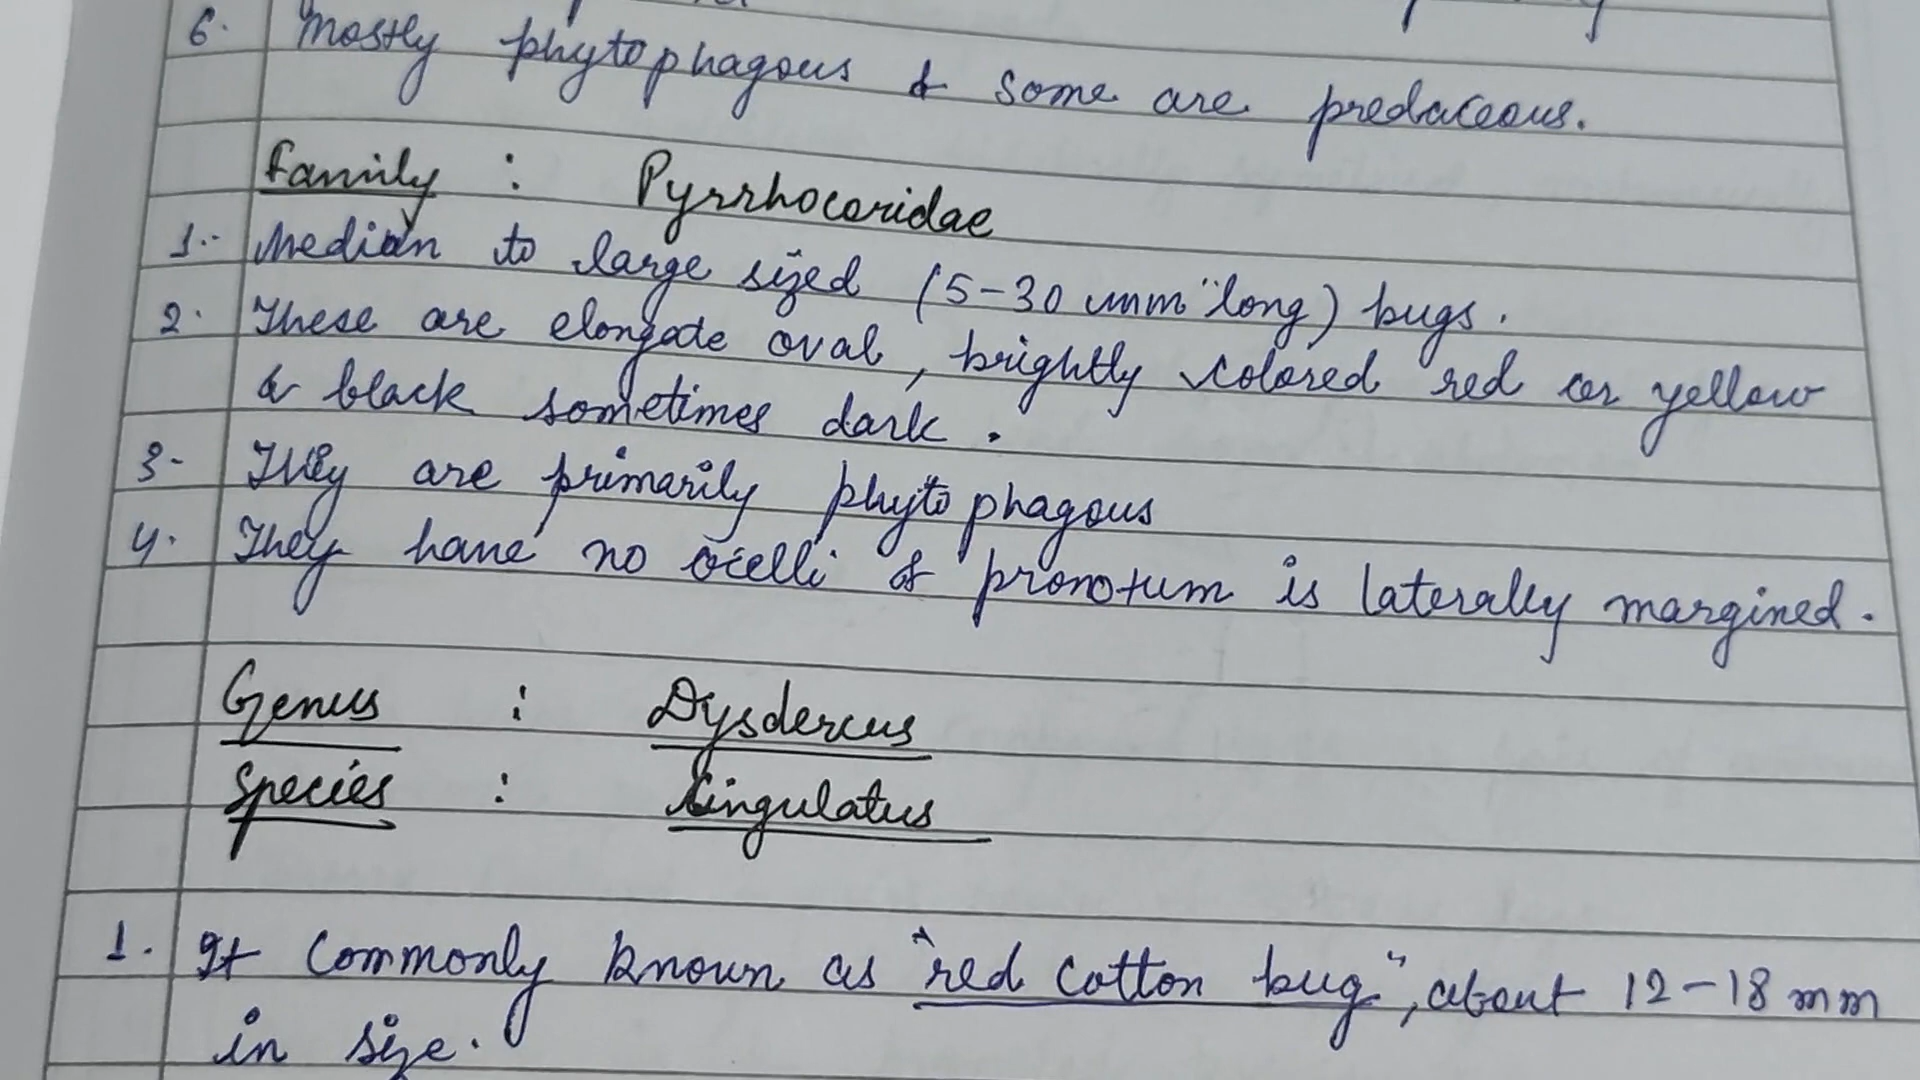 6. Mostly phytophagous & some are predaceous.
Family : Pyrrhocoridae
1. Median to large sized (5-30 mm long) bugs.
2. These are elongate oval, brightly colored red or yellow
& black sometimes dark.
3- They are primarily phytophagous
4. They have no ocelli & pronotum is laterally margined.
Genus : Dysdercus
Species : Cingulatus
1. It commonly known as "red cotton bug", about 12-18 mm
in size.